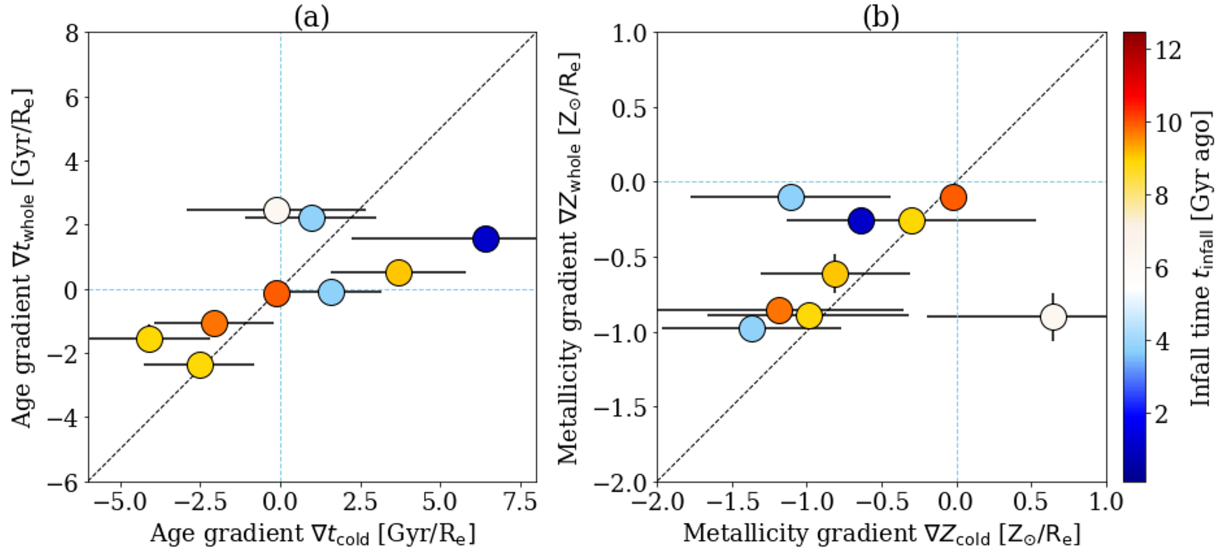 (a)
8
6
4
2
0
−2
−4
−6
Age gradient ∇t_whole [Gyr/R_e]
−5.0 −2.5 0.0 2.5 5.0 7.5
Age gradient ∇t_cold [Gyr/R_e]
(b)
1.0
0.5
0.0
−0.5
−1.0
−1.5
−2.0
Metallicity gradient ∇Z_whole [Z_⊙/R_e]
−2.0 −1.5 −1.0 −0.5 0.0 0.5 1.0
Metallicity gradient ∇Z_cold [Z_⊙/R_e]
12
10
8
6
4
2
Infall time t_infall [Gyr ago]